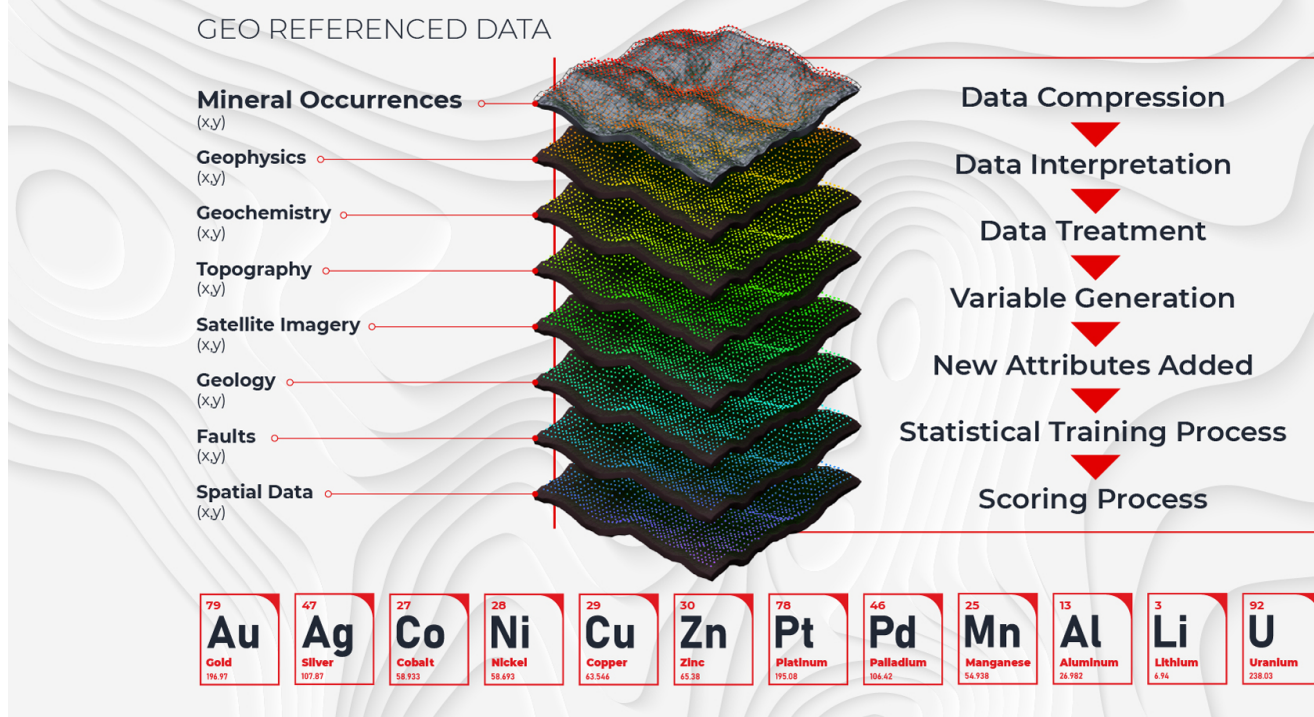 GEO REFERENCED DATA
Mineral Occurrences
(x,y)
Geophysics
(x,y)
Geochemistry
(x,y)
Topography
(x,y)
Satellite Imagery
(x,y)
Geology
(x,y)
Faults
(x,y)
Spatial Data
(x,y)
Data Compression
Data Interpretation
Data Treatment
Variable Generation
New Attributes Added
Statistical Training Process
Scoring Process
79
Au
Gold
196.97
47
Ag
Silver
107.87
27
Co
Cobalt
58.933
28
Ni
Nickel
58.693
29
Cu
Copper
63.546
30
Zn
Zinc
65.38
78
Pt
Platinum
195.08
46
Pd
Palladium
106.42
25
Mn
Manganese
54.938
13
Al
Aluminum
26.982
3
Li
Lithium
6.94
92
U
Uranium
238.03